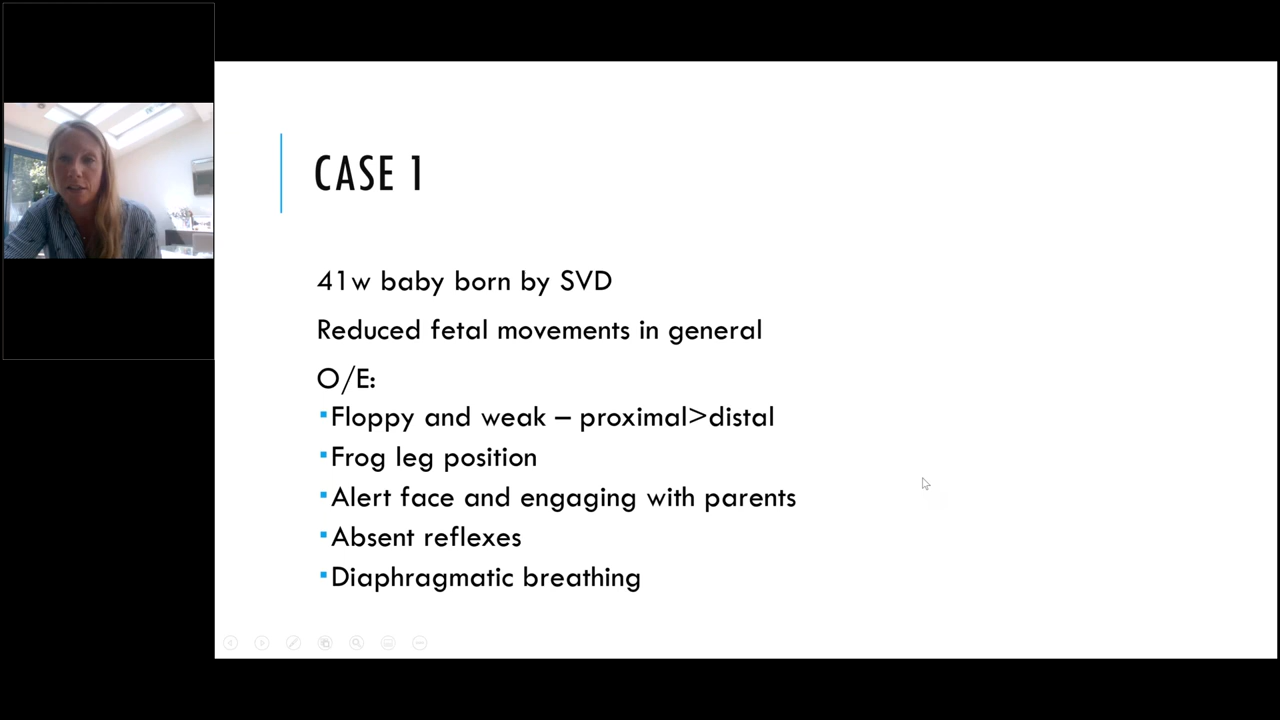 CASE 1
41w baby born by SVD
Reduced fetal movements in general
O/E:
▪Floppy and weak – proximal>distal
▪Frog leg position
▪Alert face and engaging with parents
▪Absent reflexes
▪Diaphragmatic breathing